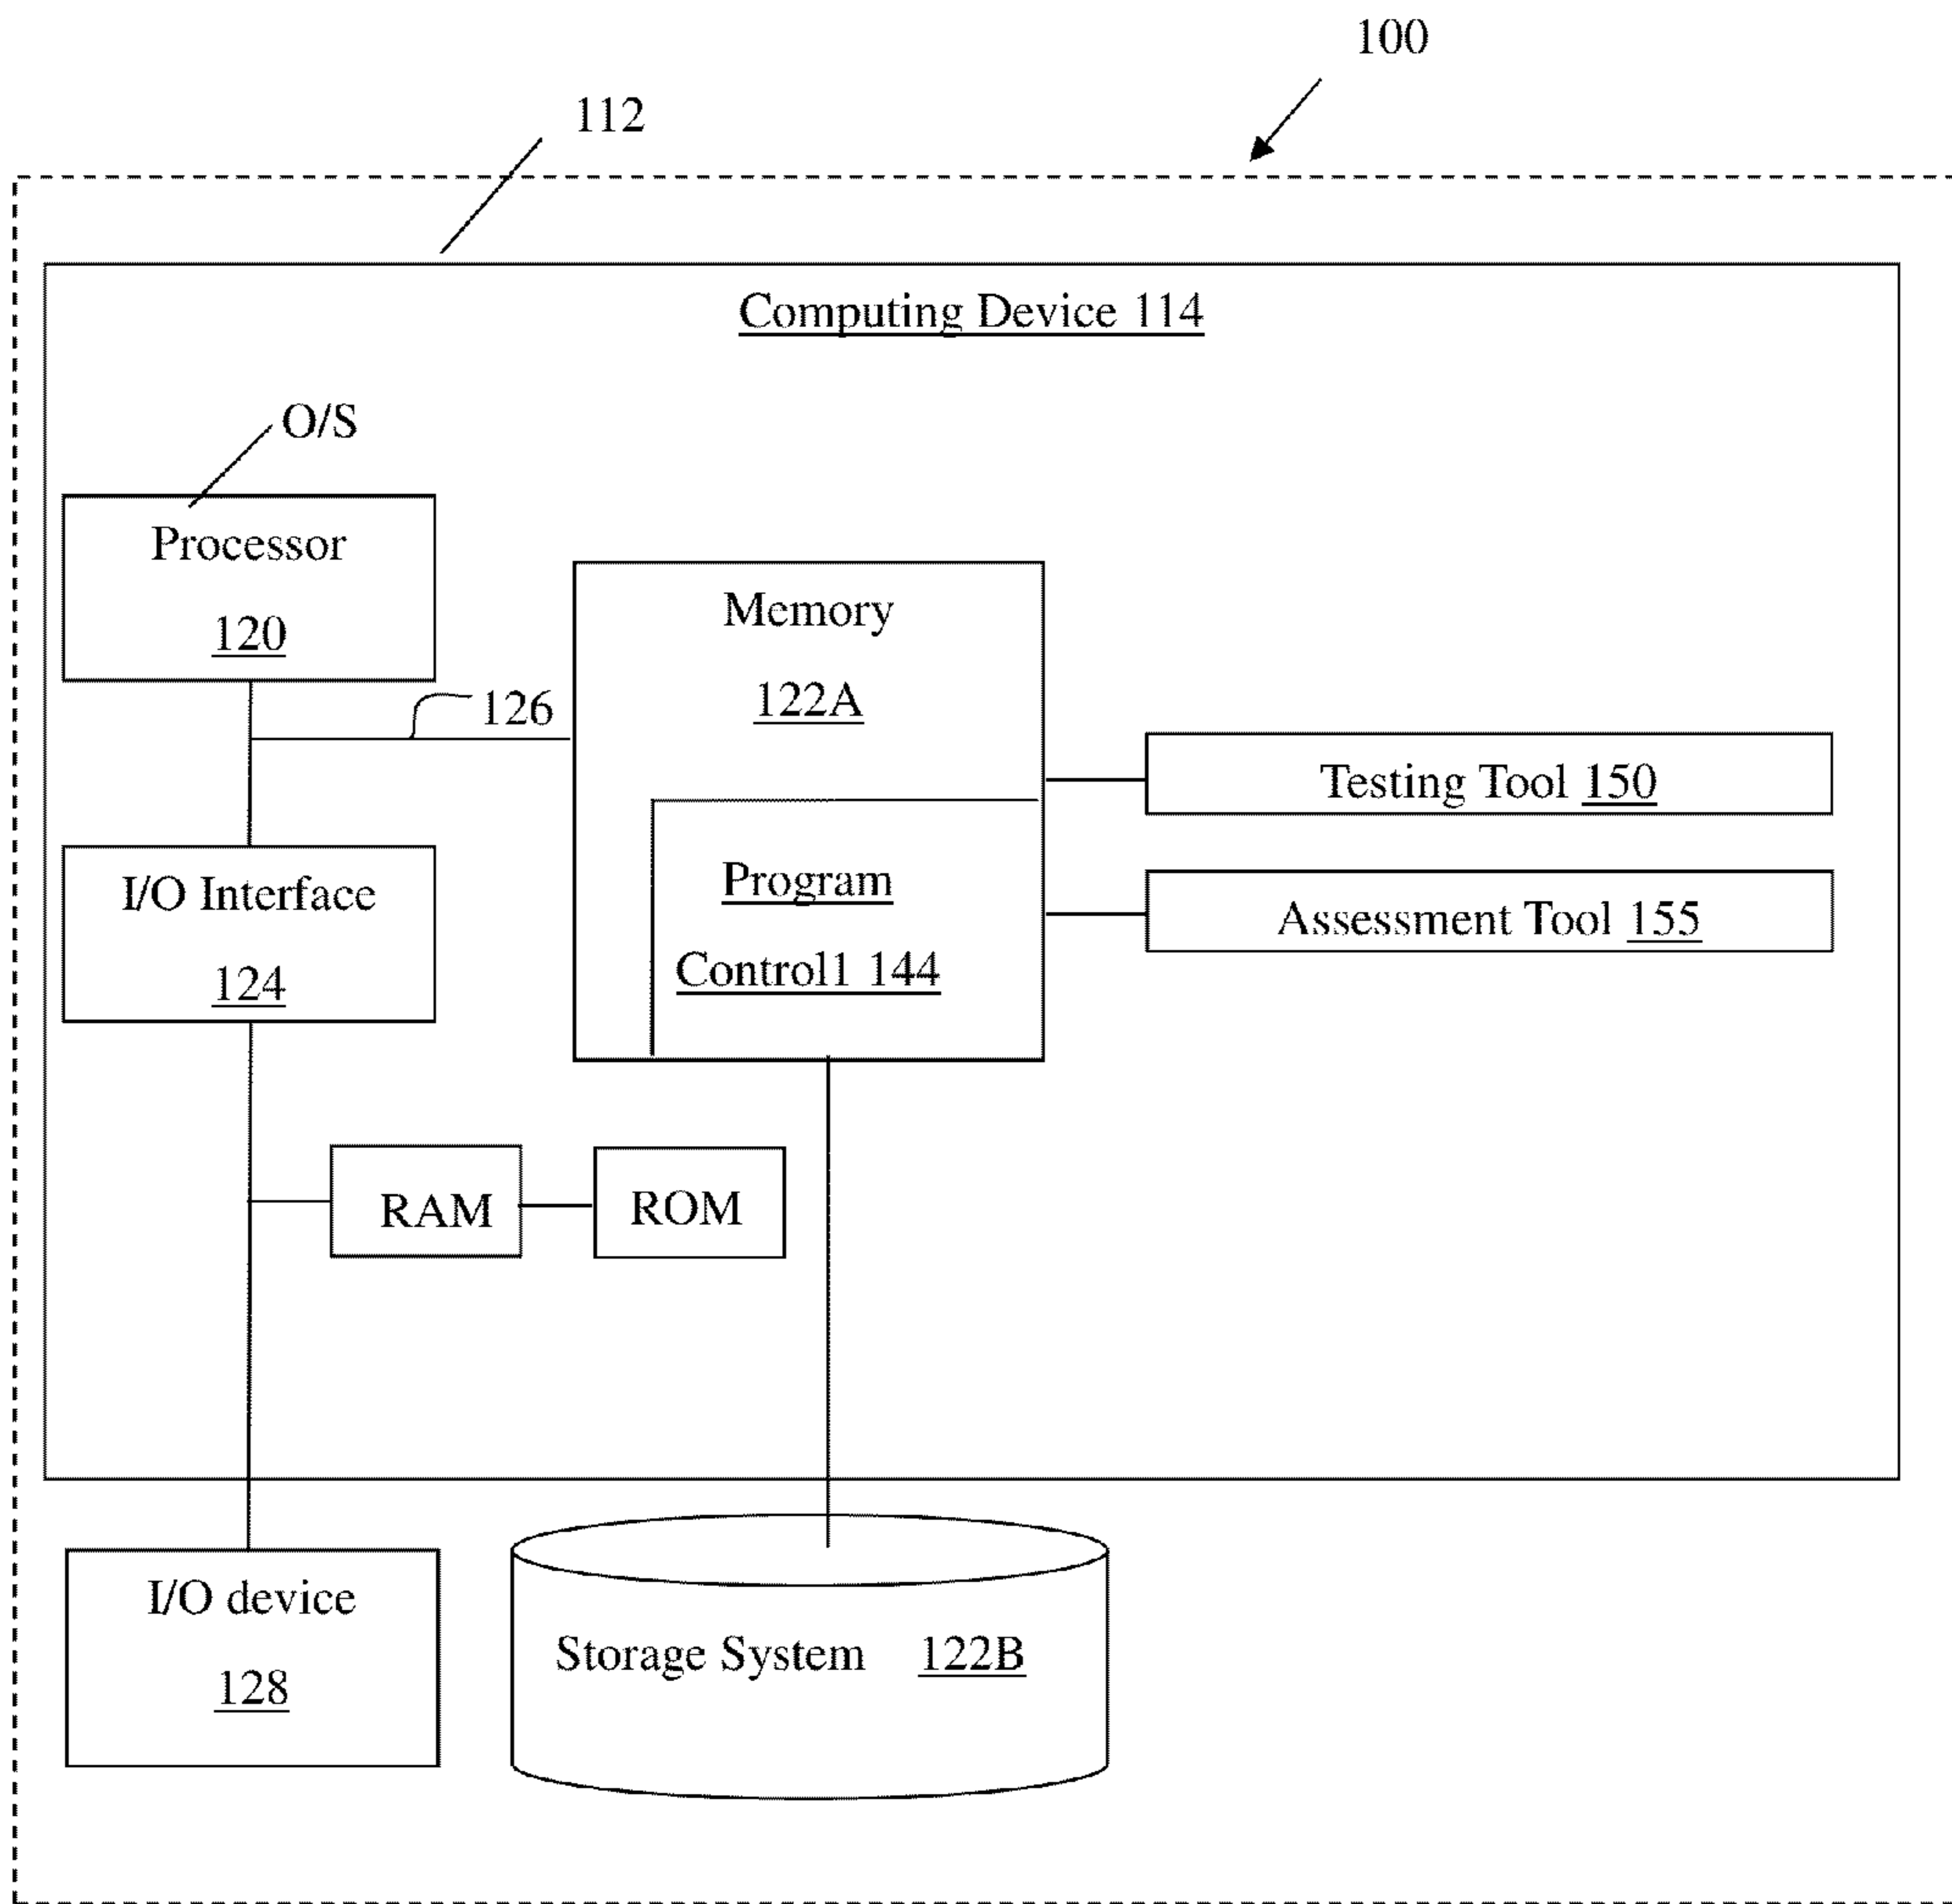 100
112
Computing Device 114
O/S
Processor
120
126
Memory
122A
Program
Control1 144
Testing Tool 150
Assessment Tool 155
I/O Interface
124
RAM
ROM
I/O device
128
Storage System 122B